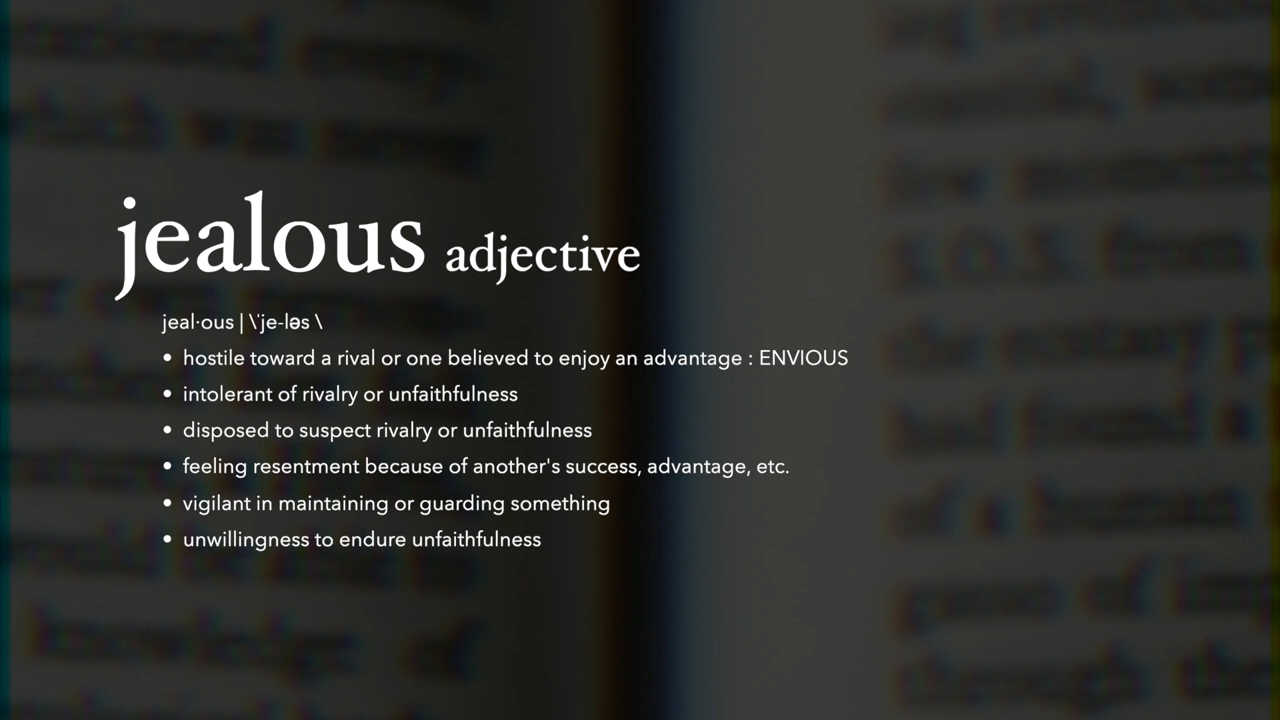 jealous adjective
jeal·ous | \ˈje-ləs \
• hostile toward a rival or one believed to enjoy an advantage : ENVIOUS
• intolerant of rivalry or unfaithfulness
• disposed to suspect rivalry or unfaithfulness
• feeling resentment because of another's success, advantage, etc.
• vigilant in maintaining or guarding something
• unwillingness to endure unfaithfulness